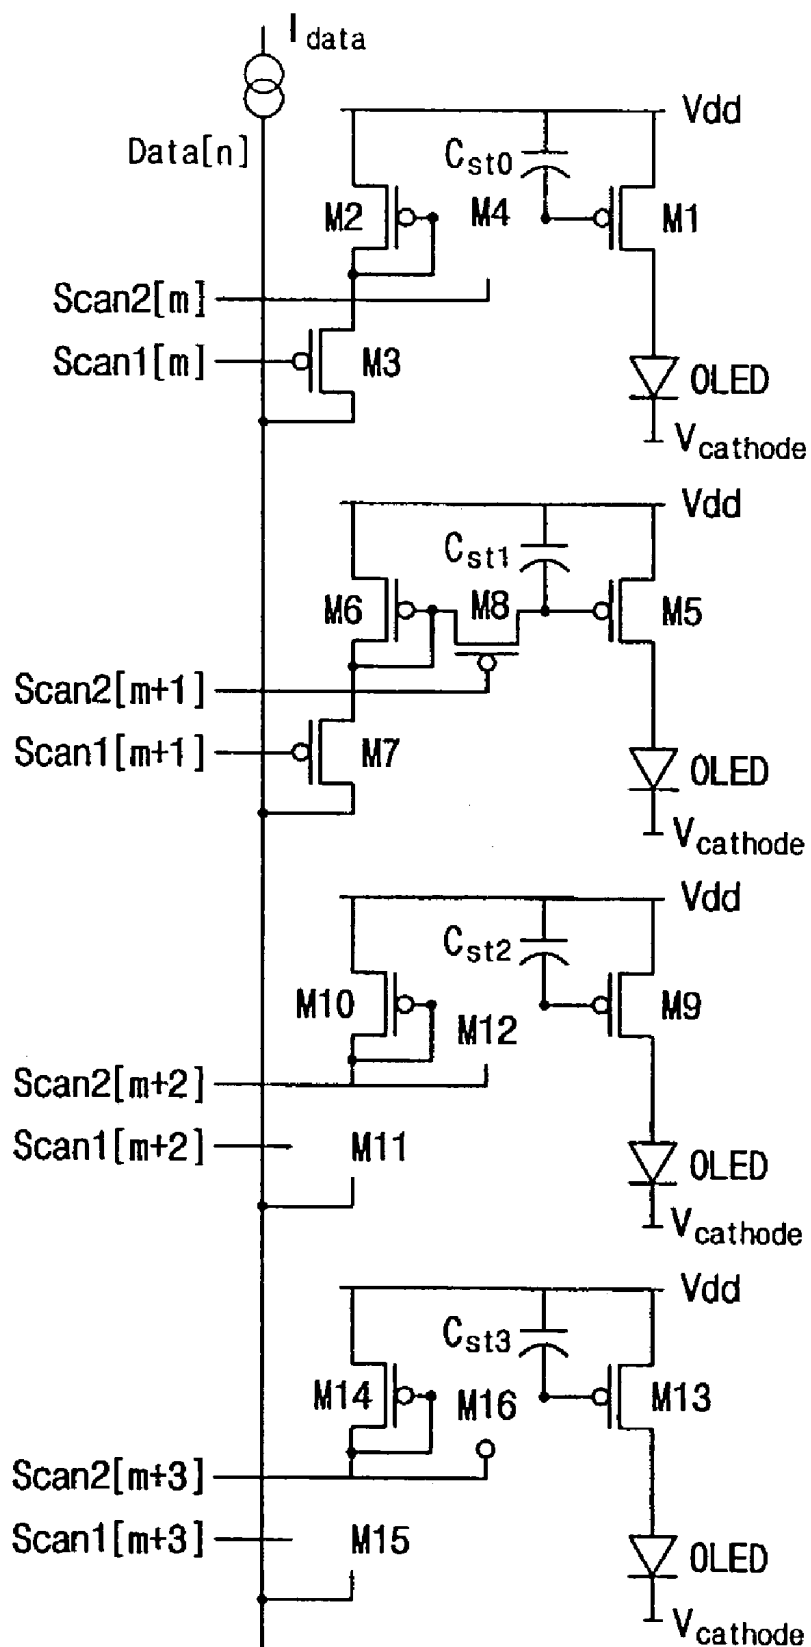 I data
Data[n]
Vdd
Cst0
M2
M4
M1
Scan2[m]
Scan1[m]
M3
OLED
Vcathode
Vdd
Cst1
M6
M8
M5
Scan2[m+1]
Scan1[m+1]
M7
OLED
Vcathode
Vdd
Cst2
M10
M12
M9
Scan2[m+2]
Scan1[m+2]
M11
OLED
Vcathode
Vdd
Cst3
M14
M16
M13
Scan2[m+3]
Scan1[m+3]
M15
OLED
Vcathode